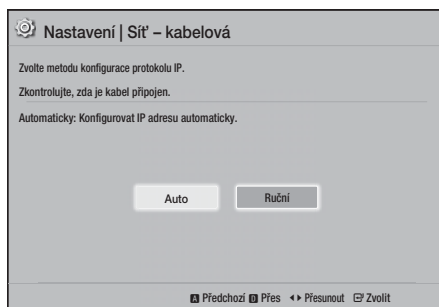 Nastavení | Síť – kabelová
Zvolte metodu konfigurace protokolu IP.
Zkontrolujte, zda je kabel připojen.
Automaticky: Konfigurovat IP adresu automaticky.
Auto Ruční
A Předchozí D Přes Přesunout Zvolit